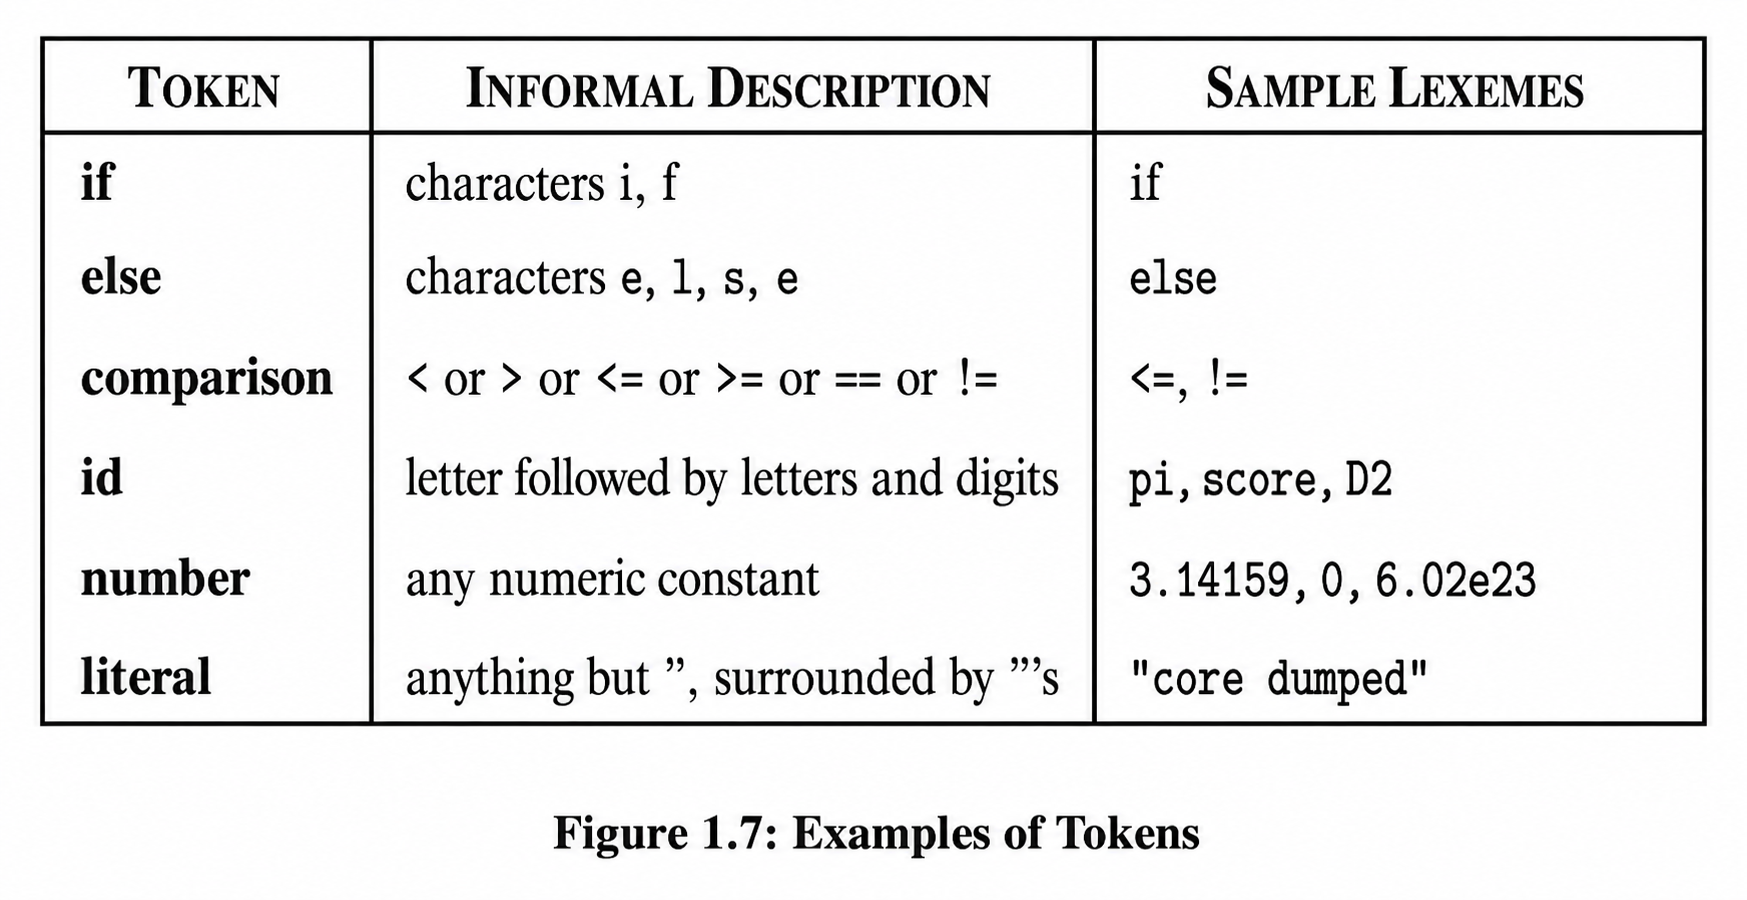 TOKEN INFORMAL DESCRIPTION SAMPLE LEXEMES
if characters i, f if
else characters e, l, s, e else
comparison < or > or <= or >= or == or != <=, !=
id letter followed by letters and digits pi, score, D2
number any numeric constant 3.14159, 0, 6.02e23
literal anything but ”, surrounded by ”’s "core dumped"
Figure 1.7: Examples of Tokens